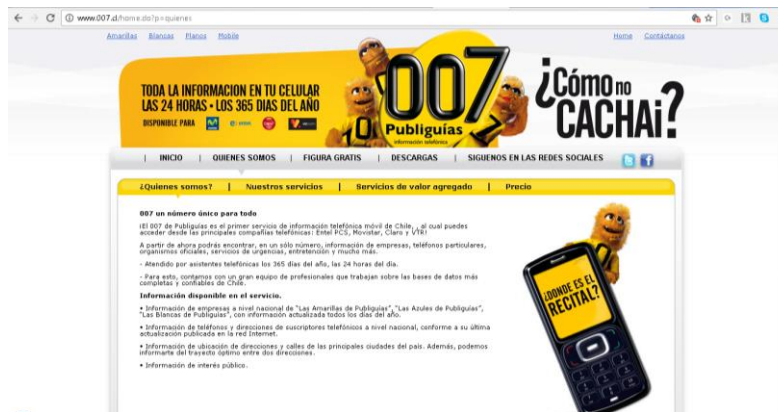 www.007.cl/home.do?p=quienes
Amarillas Blancas Planos Mobile
Home Contáctanos
TODA LA INFORMACION EN TU CELULAR
LAS 24 HORAS • LOS 365 DIAS DEL AÑO
DISPONIBLE PARA
007
Publiguías
información telefónica
¿Cómo no
CACHAi?
| INICIO | QUIENES SOMOS | FIGURA GRATIS | DESCARGAS | SIGUENOS EN LAS REDES SOCIALES
¿Quienes somos? | Nuestros servicios | Servicios de valor agregado | Precio
007 un número único para todo
¡El 007 de Publiguías es el primer servicio de información telefónica móvil de Chile, , al cual puedes
acceder desde las principales compañías telefónicas: Entel PCS, Movistar, Claro y VTR!
A partir de ahora podrás encontrar, en un sólo número, información de empresas, teléfonos particulares,
organismos oficiales, servicios de urgencias, entretención y mucho más.
- Atendido por asistentes telefónicas los 365 días del año, las 24 horas del día.
- Para esto, contamos con un gran equipo de profesionales que trabajan sobre las bases de datos más
completas y confiables de Chile.
Información disponible en el servicio.
• Información de empresas a nivel nacional de "Las Amarillas de Publiguías", "Las Azules de Publiguías",
"Las Blancas de Publiguías", con información actualizada todos los días del año.
• Información de teléfonos y direcciones de suscriptores telefónicos a nivel nacional, conforme a su última
actualización publicada en la red Internet.
• Información de ubicación de direcciones y calles de las principales ciudades del país. Además, podemos
informarte del trayecto óptimo entre dos direcciones.
• Información de interés público.
¿DONDE ES EL
RECITAL?